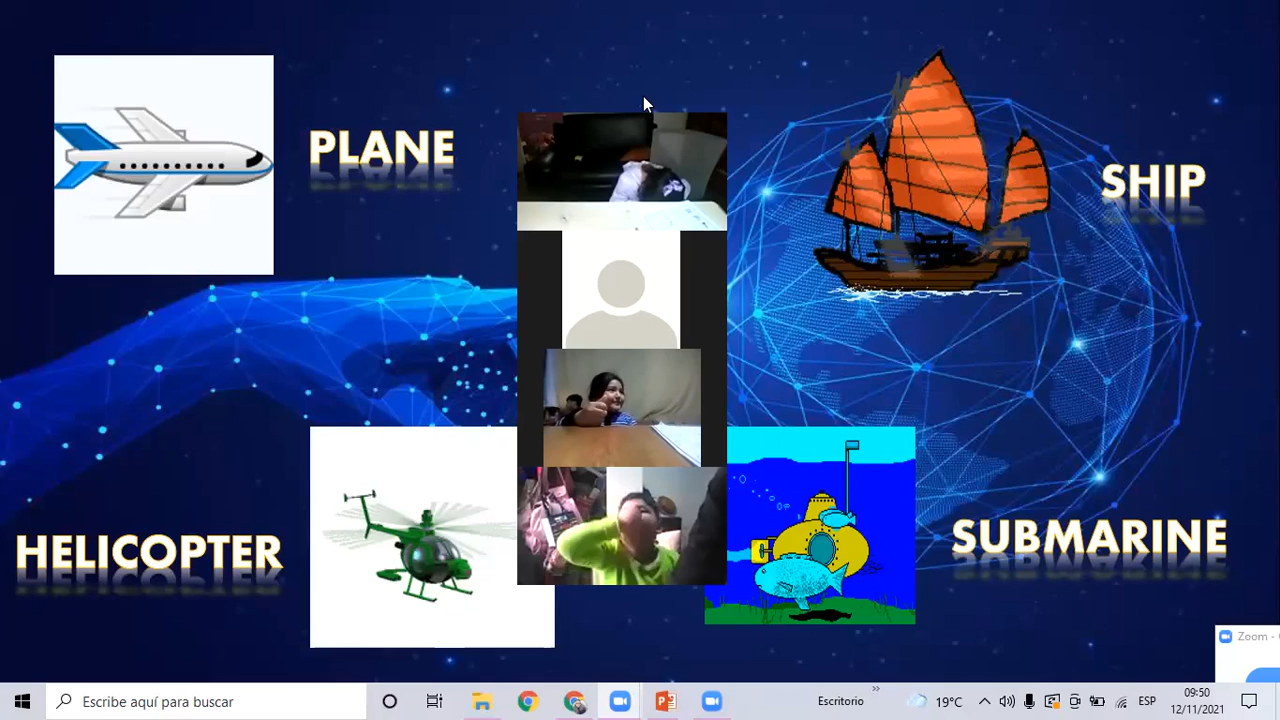 PLANE
SHIP
HELICOPTER
SUBMARINE
Zoom -
Escribe aquí para buscar
Escritorio
»
19°C
ESP
09:50
12/11/2021